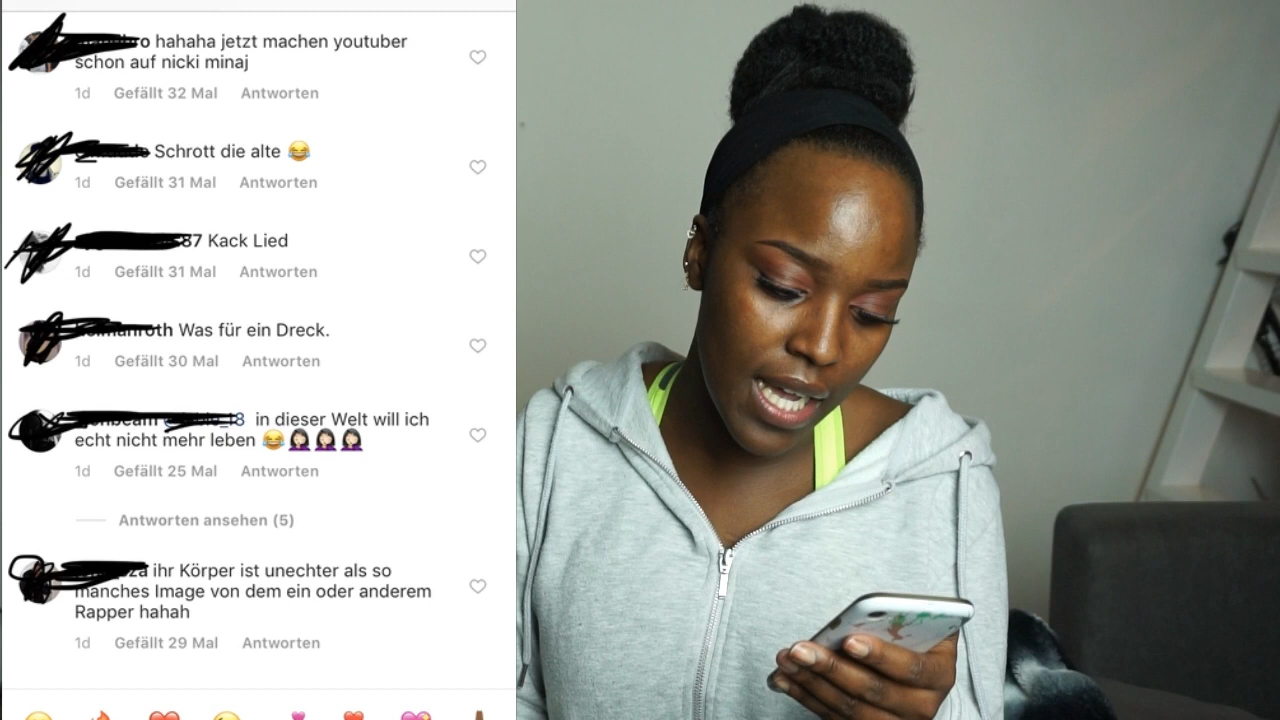 hahaha jetzt machen youtuber
schon auf nicki minaj
1d Gefällt 32 Mal Antworten
Schrott die alte 😂
1d Gefällt 31 Mal Antworten
87 Kack Lied
1d Gefällt 31 Mal Antworten
Was für ein Dreck.
1d Gefällt 30 Mal Antworten
in dieser Welt will ich
echt nicht mehr leben 😂🤦🏻‍♀️🤦🏻‍♀️🤦🏻‍♀️
1d Gefällt 25 Mal Antworten
Antworten ansehen (5)
ihr Körper ist unechter als so
manches Image von dem ein oder anderem
Rapper hahah
1d Gefällt 29 Mal Antworten